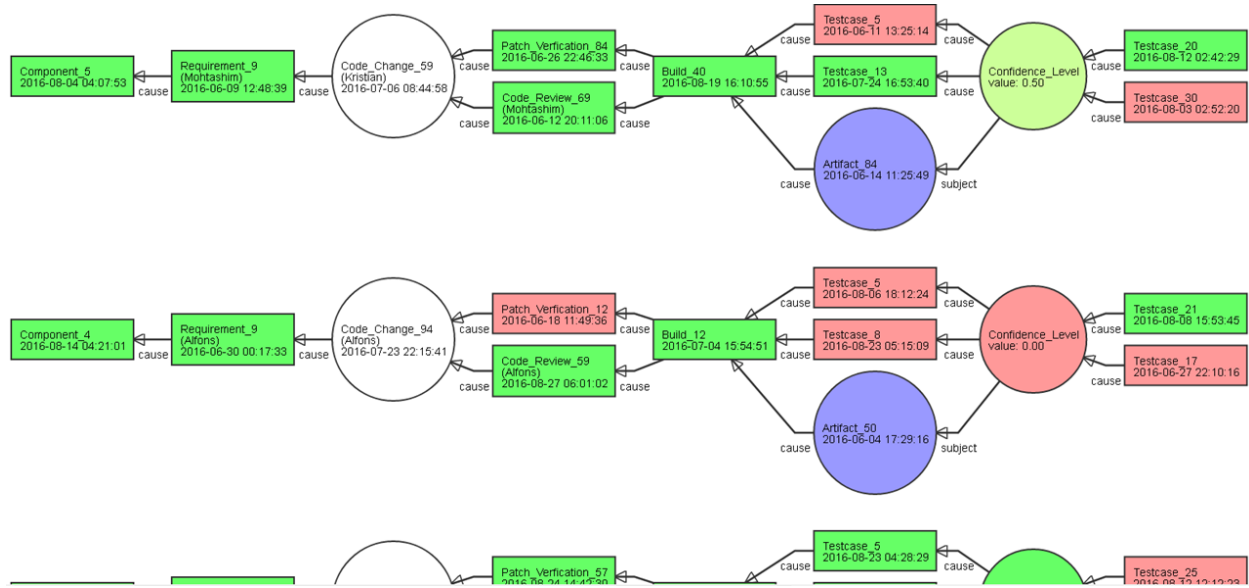 Component_5
2016-08-04 04:07:53
cause
Requirement_9
(Mohtashim)
2016-06-09 12:48:39
cause
Code_Change_59
(Kristian)
2016-07-06 08:44:58
cause
Patch_Verfication_84
2016-06-26 22:46:33
cause
cause
Code_Review_69
(Mohtashim)
2016-06-12 20:11:06
cause
Build_40
2016-08-19 16:10:55
cause
Testcase_5
2016-06-11 13:25:14
cause
cause
Testcase_13
2016-07-24 16:53:40
cause
cause
Artifact_84
2016-06-14 11:25:49
subject
Confidence_Level
value: 0.50
cause
Testcase_20
2016-08-12 02:42:29
cause
Testcase_30
2016-08-03 02:52:20
Component_4
2016-08-14 04:21:01
cause
Requirement_9
(Alfons)
2016-06-30 00:17:33
cause
Code_Change_94
(Alfons)
2016-07-23 22:15:41
cause
Patch_Verfication_12
2016-06-18 11:49:36
cause
cause
Code_Review_59
(Alfons)
2016-08-27 06:01:02
cause
Build_12
2016-07-04 15:54:51
cause
Testcase_5
2016-08-06 18:12:24
cause
cause
Testcase_8
2016-08-23 05:15:09
cause
cause
Artifact_50
2016-06-04 17:29:16
subject
Confidence_Level
value: 0.00
cause
Testcase_21
2016-08-08 15:53:45
cause
Testcase_17
2016-06-27 22:10:16
Patch_Verfication_57
2016-08-24 14:42:39
cause
Testcase_5
2016-08-23 04:28:29
cause
Testcase_25